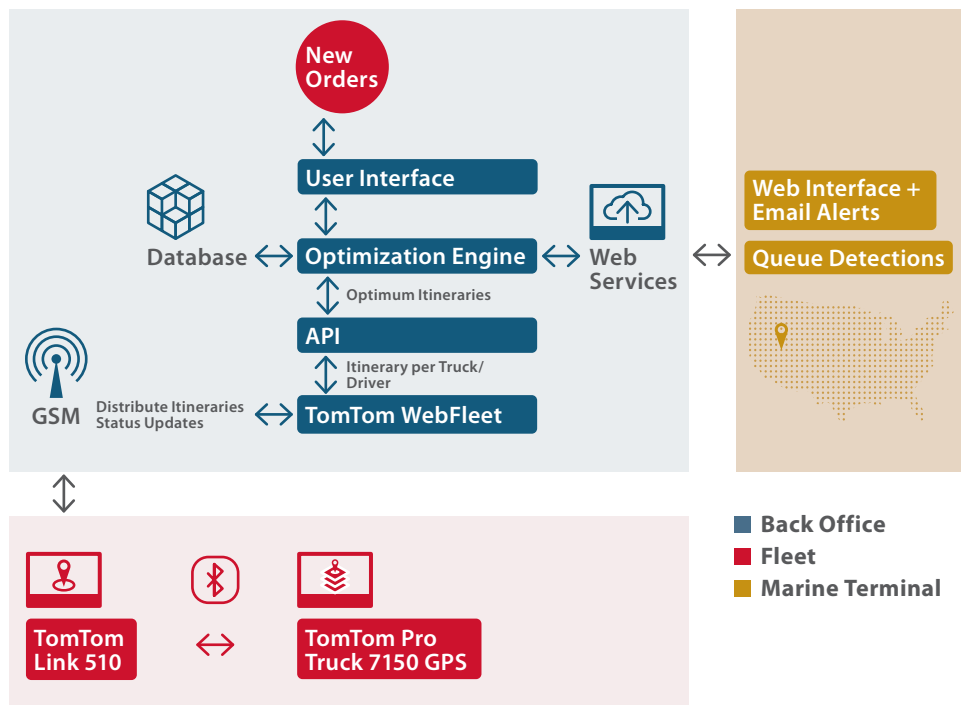 New
Orders
User Interface
Database
Optimization Engine
Web
Services
Optimum Itineraries
API
Itinerary per Truck/
Driver
GSM
Distribute Itineraries
Status Updates
TomTom WebFleet
Web Interface +
Email Alerts
Queue Detections
TomTom
Link 510
TomTom Pro
Truck 7150 GPS
Back Office
Fleet
Marine Terminal